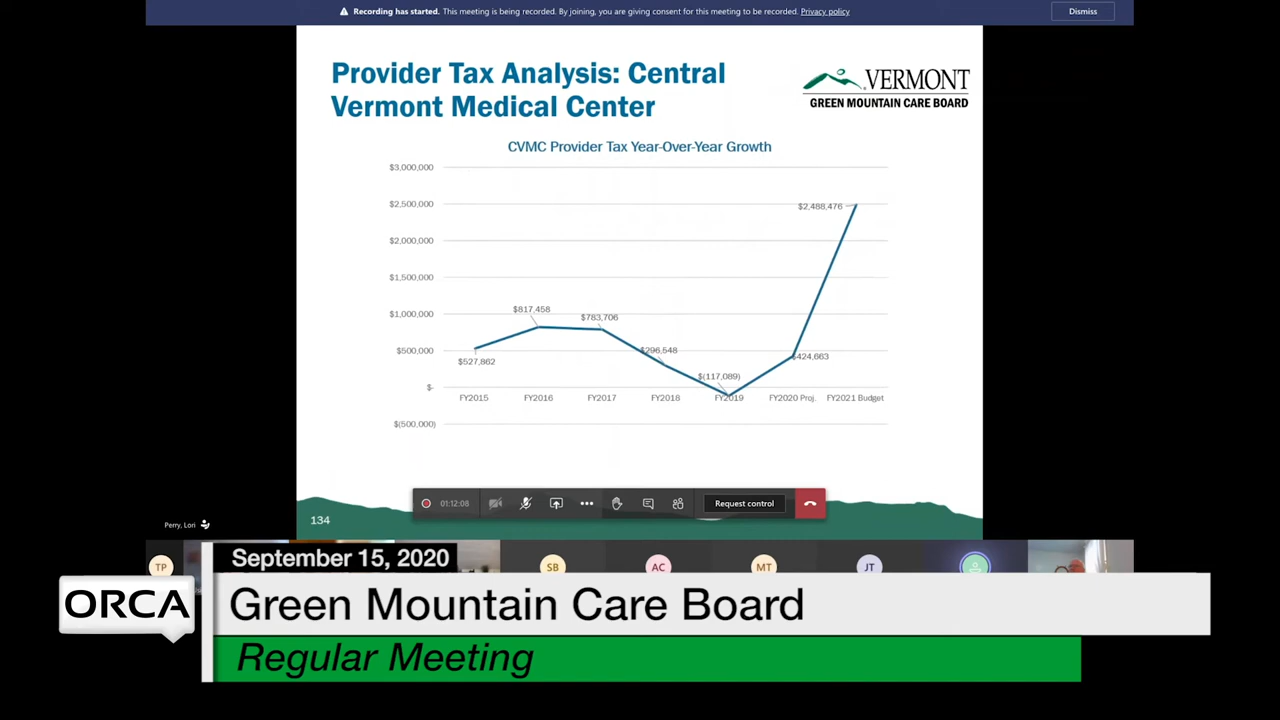 Recording has started. This meeting is being recorded. By joining, you are giving consent for this meeting to be recorded. Privacy policy
Dismiss
Provider Tax Analysis: Central
Vermont Medical Center
VERMONT
GREEN MOUNTAIN CARE BOARD
CVMC Provider Tax Year-Over-Year Growth
$3,000,000
$2,500,000
$2,000,000
$1,500,000
$1,000,000
$500,000
$-
$(500,000)
$527,862
$817,458
$783,706
$296,548
$(117,089)
$424,663
$2,488,476
FY2015
FY2016
FY2017
FY2018
FY2019
FY2020 Proj.
FY2021 Budget
01:12:08
Request control
134
Perry, Lori
TP
SB
AC
MT
JT
September 15, 2020
ORCA
Green Mountain Care Board
Regular Meeting